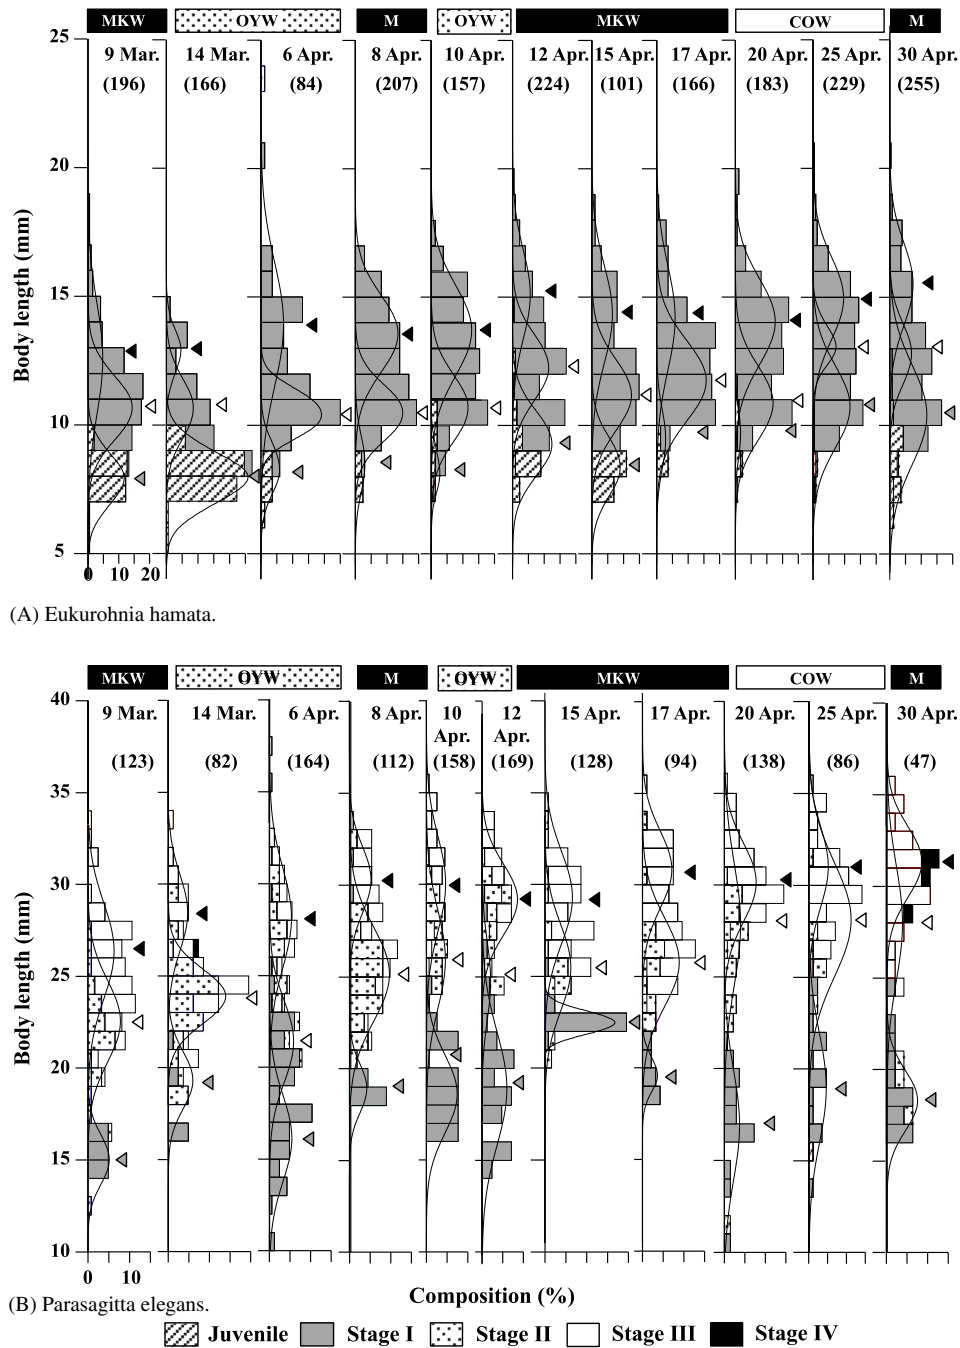 MKW OYW M OYW MKW COW M
25 9 Mar. 14 Mar. 6 Apr. 8 Apr. 10 Apr. 12 Apr. 15 Apr. 17 Apr. 20 Apr. 25 Apr. 30 Apr.
(196) (166) (84) (207) (157) (224) (101) (166) (183) (229) (255)
20
15
10
5
Body length (mm)
0 10 20
(A) Eukurohnia hamata.
MKW OYW M OYW MKW COW M
40 9 Mar. 14 Mar. 6 Apr. 8 Apr. 10 Apr. 12 Apr. 15 Apr. 17 Apr. 20 Apr. 25 Apr. 30 Apr.
(123) (82) (164) (112) (158) (169) (128) (94) (138) (86) (47)
35
30
25
20
15
10
Body length (mm)
0 10
Composition (%)
(B) Parasagitta elegans.
Juvenile Stage I Stage II Stage III Stage IV